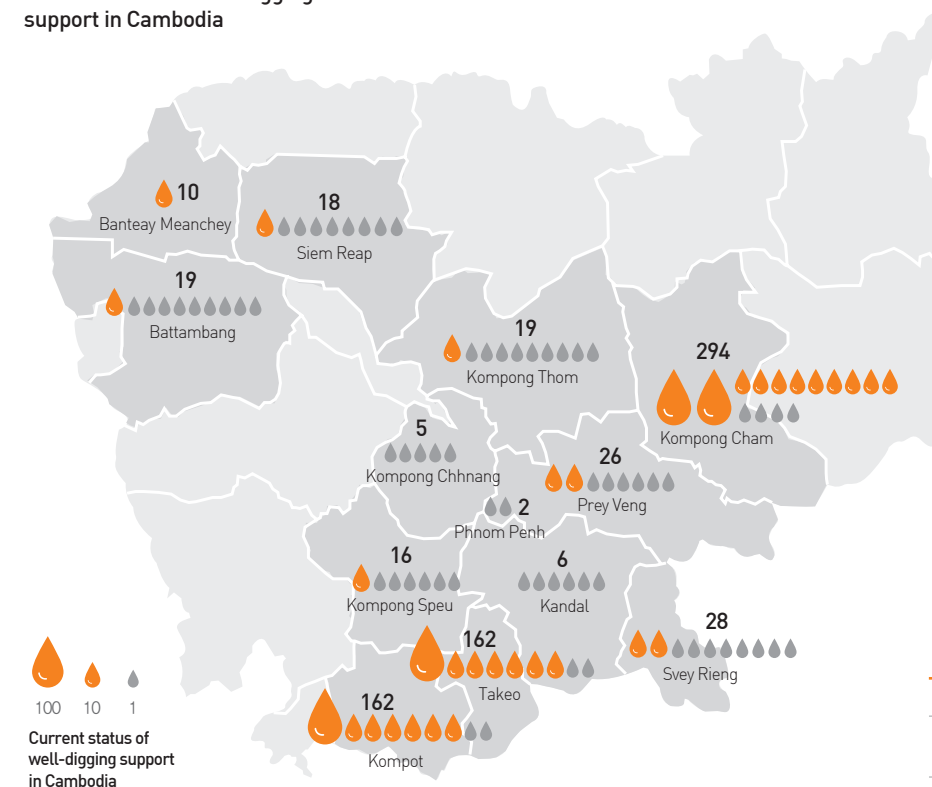 support in Cambodia
10
Banteay Meanchey
18
Siem Reap
19
Battambang
19
Kompong Thom
294
Kompong Cham
5
Kompong Chhnang
26
Prey Veng
2
Phnom Penh
16
Kompong Speu
6
Kandal
28
Svey Rieng
162
Takeo
162
Kompot
100 10 1
Current status of
well-digging support
in Cambodia